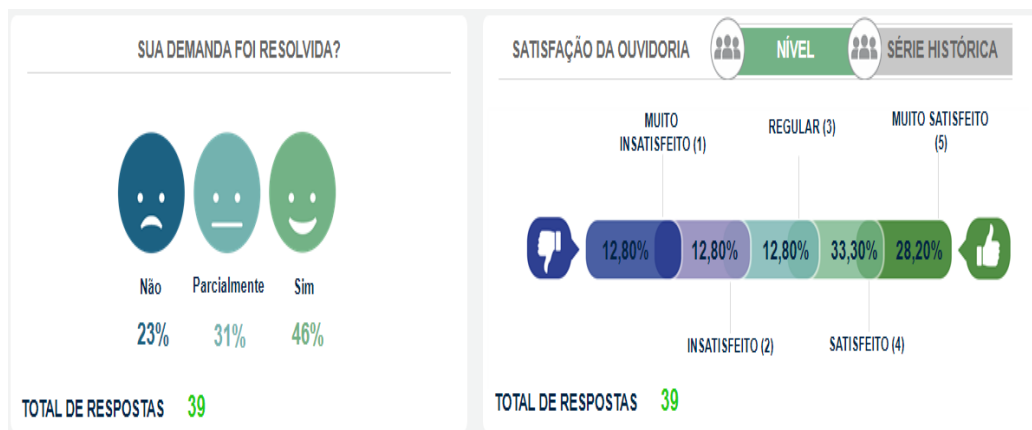 SUA DEMANDA FOI RESOLVIDA?
Não
Parcialmente
Sim
23%
31%
46%
TOTAL DE RESPOSTAS 39
SATISFAÇÃO DA OUVIDORIA
NÍVEL
SÉRIE HISTÓRICA
MUITO
INSATISFEITO (1)
REGULAR (3)
MUITO SATISFEITO
(5)
12,80%
12,80%
12,80%
33,30%
28,20%
INSATISFEITO (2)
SATISFEITO (4)
TOTAL DE RESPOSTAS 39